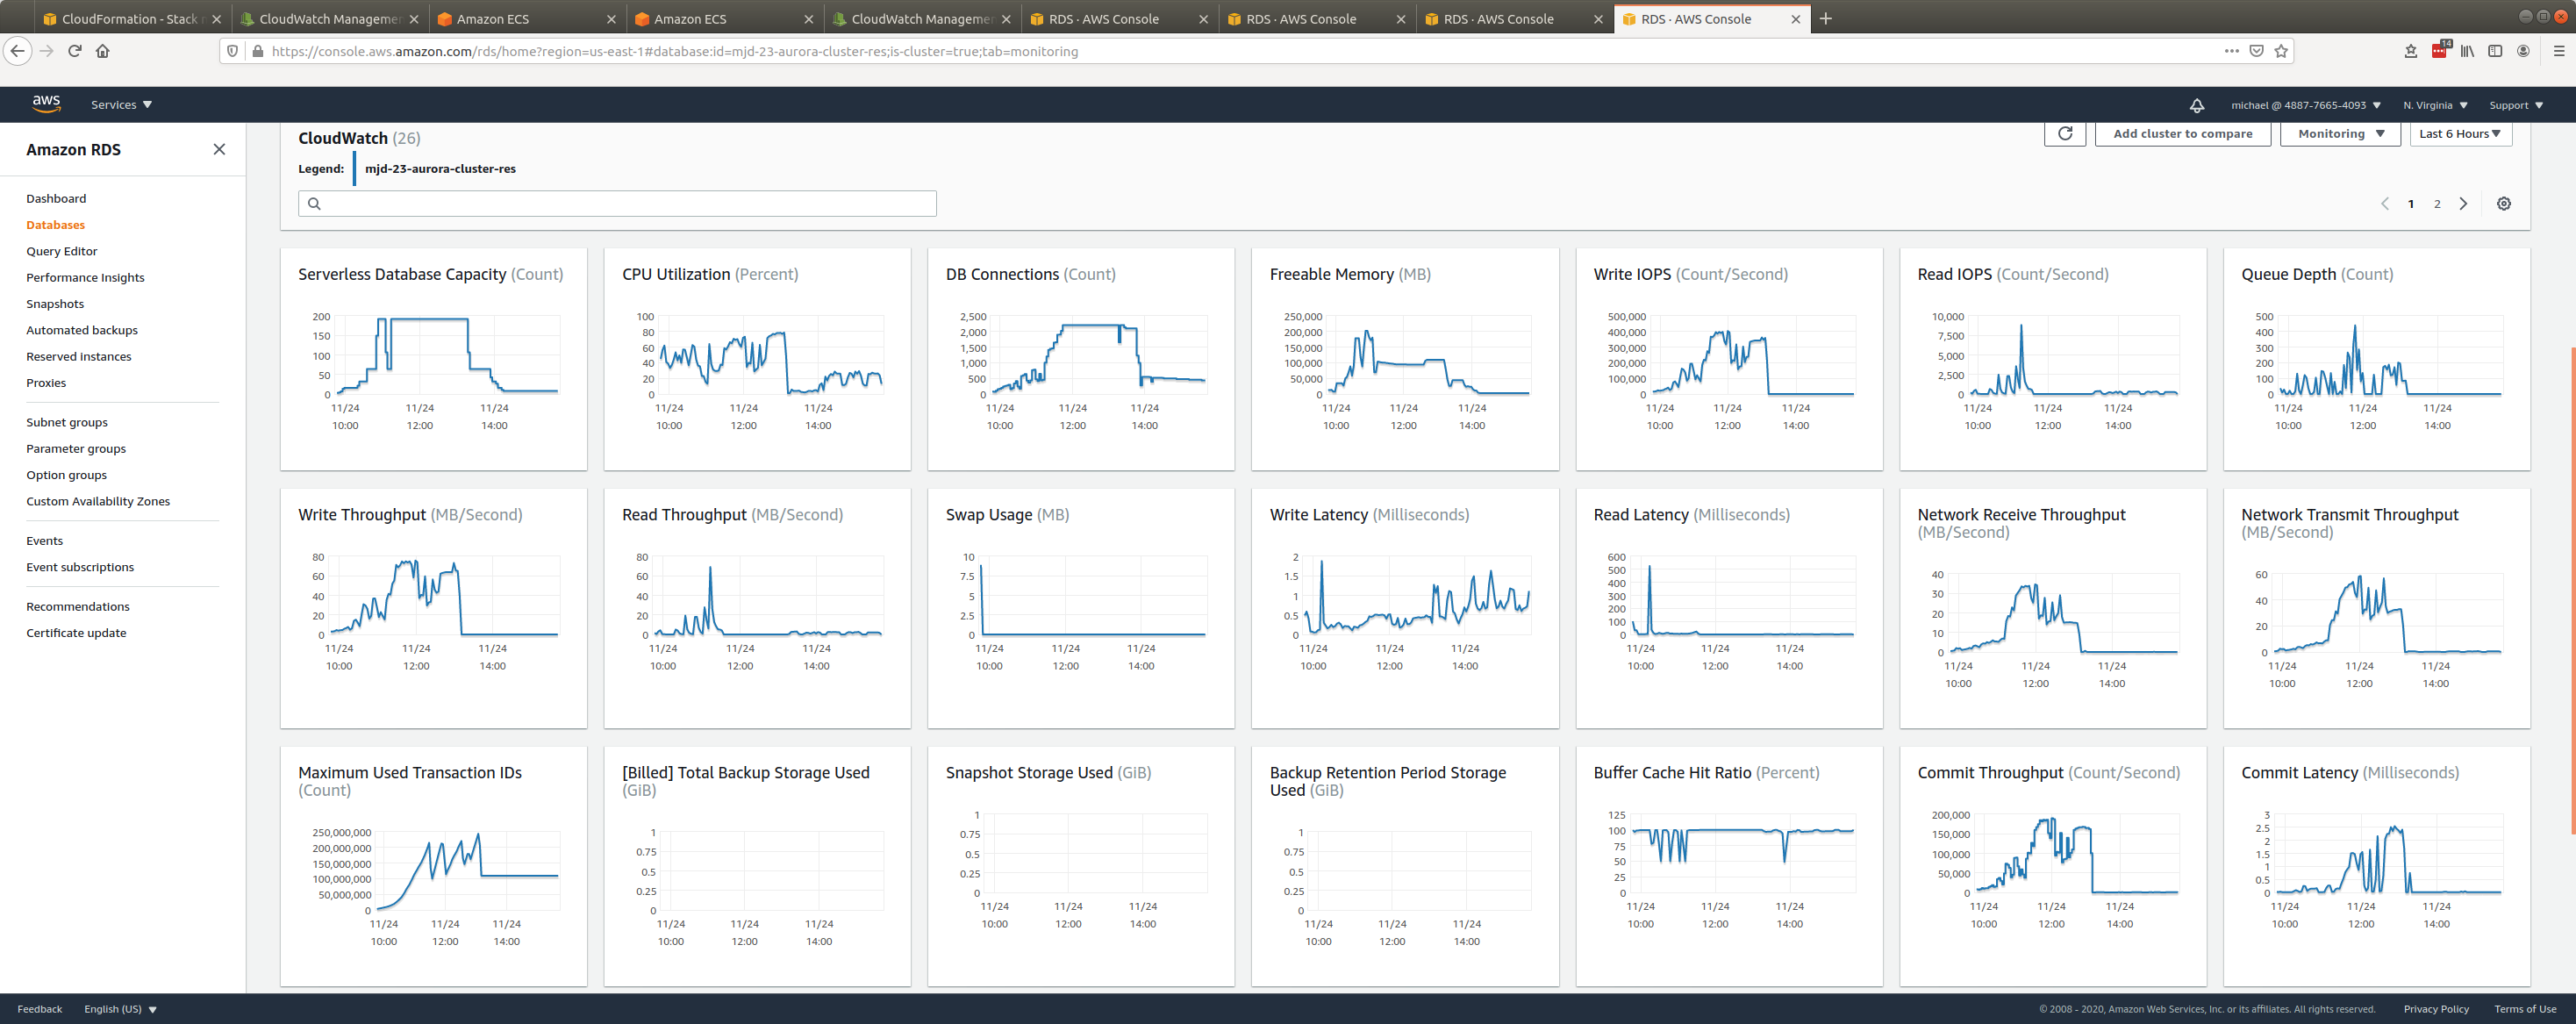 CloudFormation - Stack
CloudWatch Managemen
Amazon ECS
Amazon ECS
CloudWatch Managemen
RDS · AWS Console
RDS · AWS Console
RDS · AWS Console
RDS · AWS Console
https://console.aws.amazon.com/rds/home?region=us-east-1#database:id=mjd-23-aurora-cluster-res;is-cluster=true;tab=monitoring
14
aws
Services
michael @ 4887-7665-4093
N. Virginia
Support
Amazon RDS
Dashboard
Databases
Query Editor
Performance Insights
Snapshots
Automated backups
Reserved instances
Proxies
Subnet groups
Parameter groups
Option groups
Custom Availability Zones
Events
Event subscriptions
Recommendations
Certificate update
CloudWatch (26)
Add cluster to compare
Monitoring
Last 6 Hours
Legend: mjd-23-aurora-cluster-res
1 2
Serverless Database Capacity (Count)
200
150
100
50
0
11/24 11/24 11/24
10:00 12:00 14:00
CPU Utilization (Percent)
100
80
60
40
20
0
11/24 11/24 11/24
10:00 12:00 14:00
DB Connections (Count)
2,500
2,000
1,500
1,000
500
0
11/24 11/24 11/24
10:00 12:00 14:00
Freeable Memory (MB)
250,000
200,000
150,000
100,000
50,000
0
11/24 11/24 11/24
10:00 12:00 14:00
Write IOPS (Count/Second)
500,000
400,000
300,000
200,000
100,000
0
11/24 11/24 11/24
10:00 12:00 14:00
Read IOPS (Count/Second)
10,000
7,500
5,000
2,500
0
11/24 11/24 11/24
10:00 12:00 14:00
Queue Depth (Count)
500
400
300
200
100
0
11/24 11/24 11/24
10:00 12:00 14:00
Write Throughput (MB/Second)
80
60
40
20
0
11/24 11/24 11/24
10:00 12:00 14:00
Read Throughput (MB/Second)
80
60
40
20
0
11/24 11/24 11/24
10:00 12:00 14:00
Swap Usage (MB)
10
7.5
5
2.5
0
11/24 11/24 11/24
10:00 12:00 14:00
Write Latency (Milliseconds)
2
1.5
1
0.5
0
11/24 11/24 11/24
10:00 12:00 14:00
Read Latency (Milliseconds)
600
500
400
300
200
100
0
11/24 11/24 11/24
10:00 12:00 14:00
Network Receive Throughput
(MB/Second)
40
30
20
10
0
11/24 11/24 11/24
10:00 12:00 14:00
Network Transmit Throughput
(MB/Second)
60
40
20
0
11/24 11/24 11/24
10:00 12:00 14:00
Maximum Used Transaction IDs
(Count)
250,000,000
200,000,000
150,000,000
100,000,000
50,000,000
0
11/24 11/24 11/24
10:00 12:00 14:00
[Billed] Total Backup Storage Used
(GiB)
1
0.75
0.5
0.25
0
11/24 11/24 11/24
10:00 12:00 14:00
Snapshot Storage Used (GiB)
1
0.75
0.5
0.25
0
11/24 11/24 11/24
10:00 12:00 14:00
Backup Retention Period Storage
Used (GiB)
1
0.75
0.5
0.25
0
11/24 11/24 11/24
10:00 12:00 14:00
Buffer Cache Hit Ratio (Percent)
125
100
75
50
25
0
11/24 11/24 11/24
10:00 12:00 14:00
Commit Throughput (Count/Second)
200,000
150,000
100,000
50,000
0
11/24 11/24 11/24
10:00 12:00 14:00
Commit Latency (Milliseconds)
3
2.5
2
1.5
1
0.5
0
11/24 11/24 11/24
10:00 12:00 14:00
Feedback
English (US)
© 2008 - 2020, Amazon Web Services, Inc. or its affiliates. All rights reserved.
Privacy Policy
Terms of Use